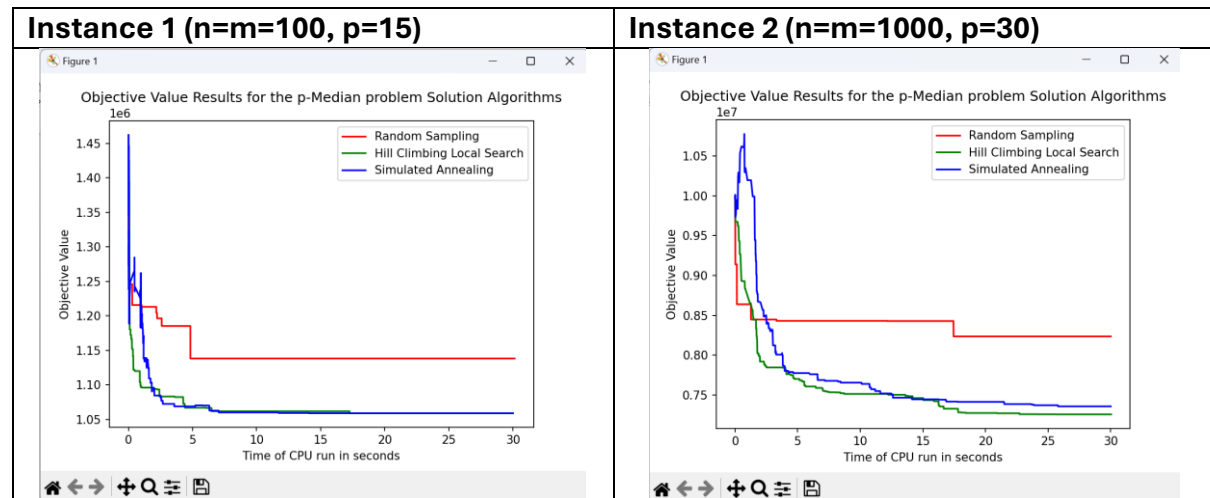 Instance 1 (n=m=100, p=15)
Instance 2 (n=m=1000, p=30)
Figure 1
Objective Value Results for the p-Median problem Solution Algorithms
1e6
Random Sampling
Hill Climbing Local Search
Simulated Annealing
Objective Value
1.45
1.40
1.35
1.30
1.25
1.20
1.15
1.10
1.05
0 5 10 15 20 25 30
Time of CPU run in seconds
Figure 1
Objective Value Results for the p-Median problem Solution Algorithms
1e7
Random Sampling
Hill Climbing Local Search
Simulated Annealing
Objective Value
1.05
1.00
0.95
0.90
0.85
0.80
0.75
0 5 10 15 20 25 30
Time of CPU run in seconds